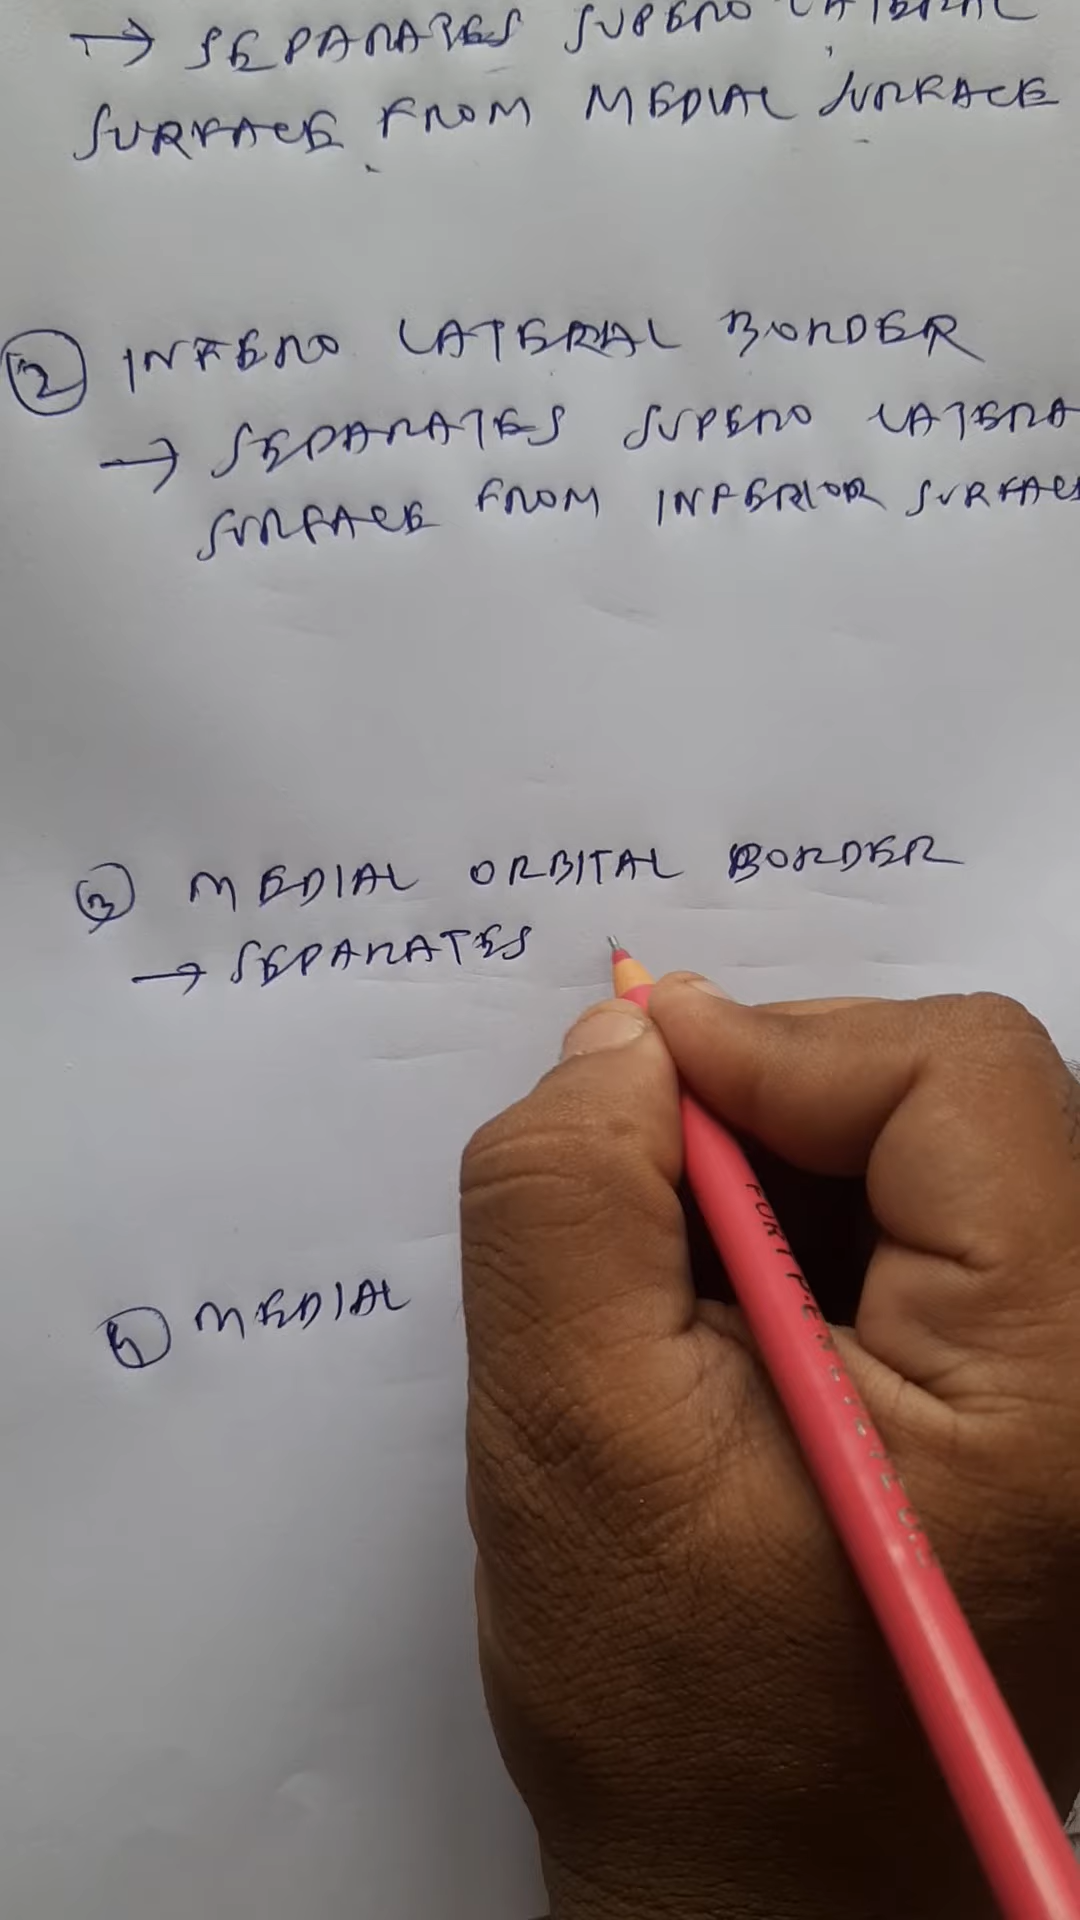 → SEPARATES SUPERO LATERAL
SURFACE FROM MEDIAL SURFACE
② INFERO LATERAL BORDER
→ SEPARATES SUPERO LATERA
SURFACE FROM INFERIOR SURFACE
③ MEDIAL ORBITAL BORDER
→ SEPARATES
⑤ MEDIAL